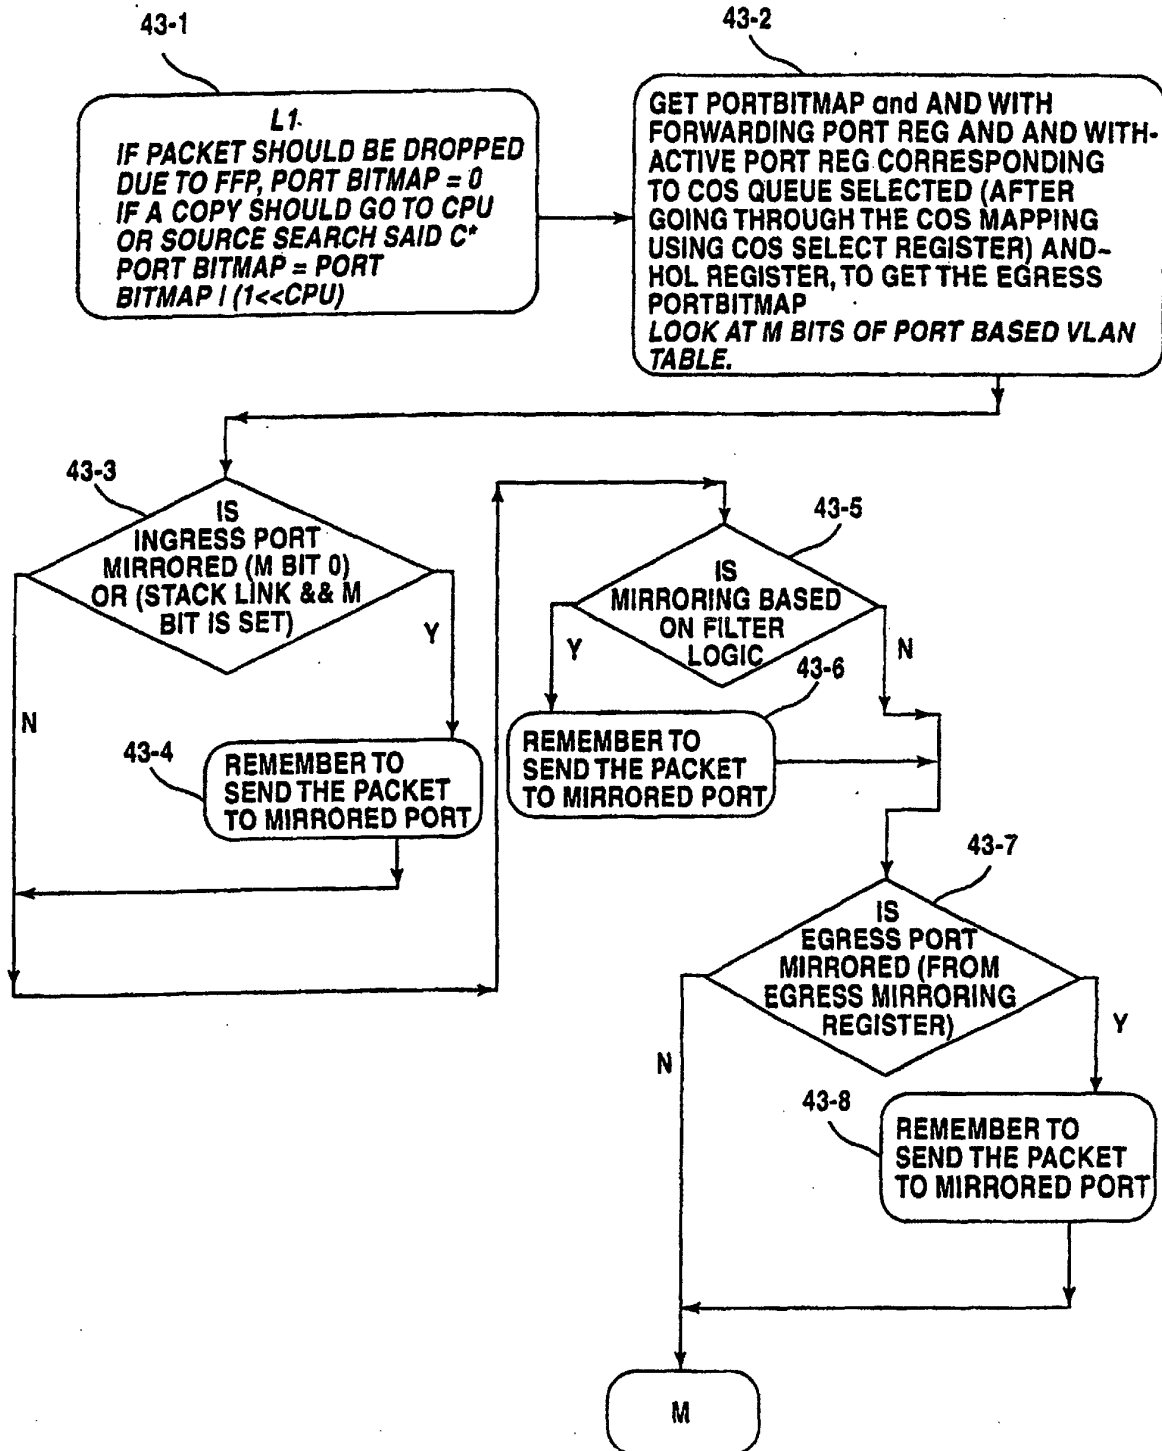 43-1
L1.
IF PACKET SHOULD BE DROPPED
DUE TO FFP, PORT BITMAP = 0
IF A COPY SHOULD GO TO CPU
OR SOURCE SEARCH SAID C*
PORT BITMAP = PORT
BITMAP I (1<<CPU)
43-2
GET PORTBITMAP and AND WITH
FORWARDING PORT REG AND AND WITH-
ACTIVE PORT REG CORRESPONDING
TO COS QUEUE SELECTED (AFTER
GOING THROUGH THE COS MAPPING
USING COS SELECT REGISTER) AND~
HOL REGISTER, TO GET THE EGRESS
PORTBITMAP
LOOK AT M BITS OF PORT BASED VLAN
TABLE.
43-3
IS
INGRESS PORT
MIRRORED (M BIT 0)
OR (STACK LINK && M
BIT IS SET)
Y
N
43-4
REMEMBER TO
SEND THE PACKET
TO MIRRORED PORT
43-5
IS
MIRRORING BASED
ON FILTER
LOGIC
Y
N
43-6
REMEMBER TO
SEND THE PACKET
TO MIRRORED PORT
43-7
IS
EGRESS PORT
MIRRORED (FROM
EGRESS MIRRORING
REGISTER)
Y
N
43-8
REMEMBER TO
SEND THE PACKET
TO MIRRORED PORT
M